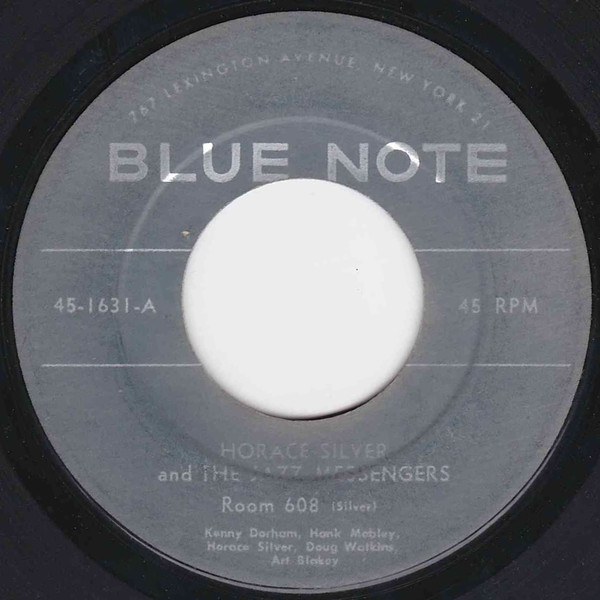 767 LEXINGTON AVENUE, NEW YORK 21
BLUE NOTE
45-1631-A 45 RPM
HORACE SILVER
and THE JAZZ MESSENGERS
Room 608 (Silver)
Kenny Dorham, Hank Mobley,
Horace Silver, Doug Watkins,
Art Blakey